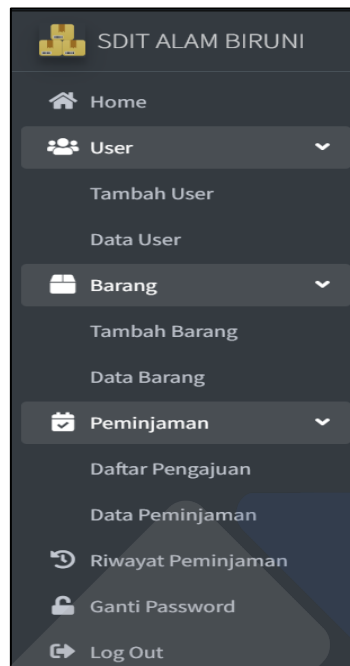 SDIT ALAM BIRUNI
Home
User
Tambah User
Data User
Barang
Tambah Barang
Data Barang
Peminjaman
Daftar Pengajuan
Data Peminjaman
Riwayat Peminjaman
Ganti Password
Log Out